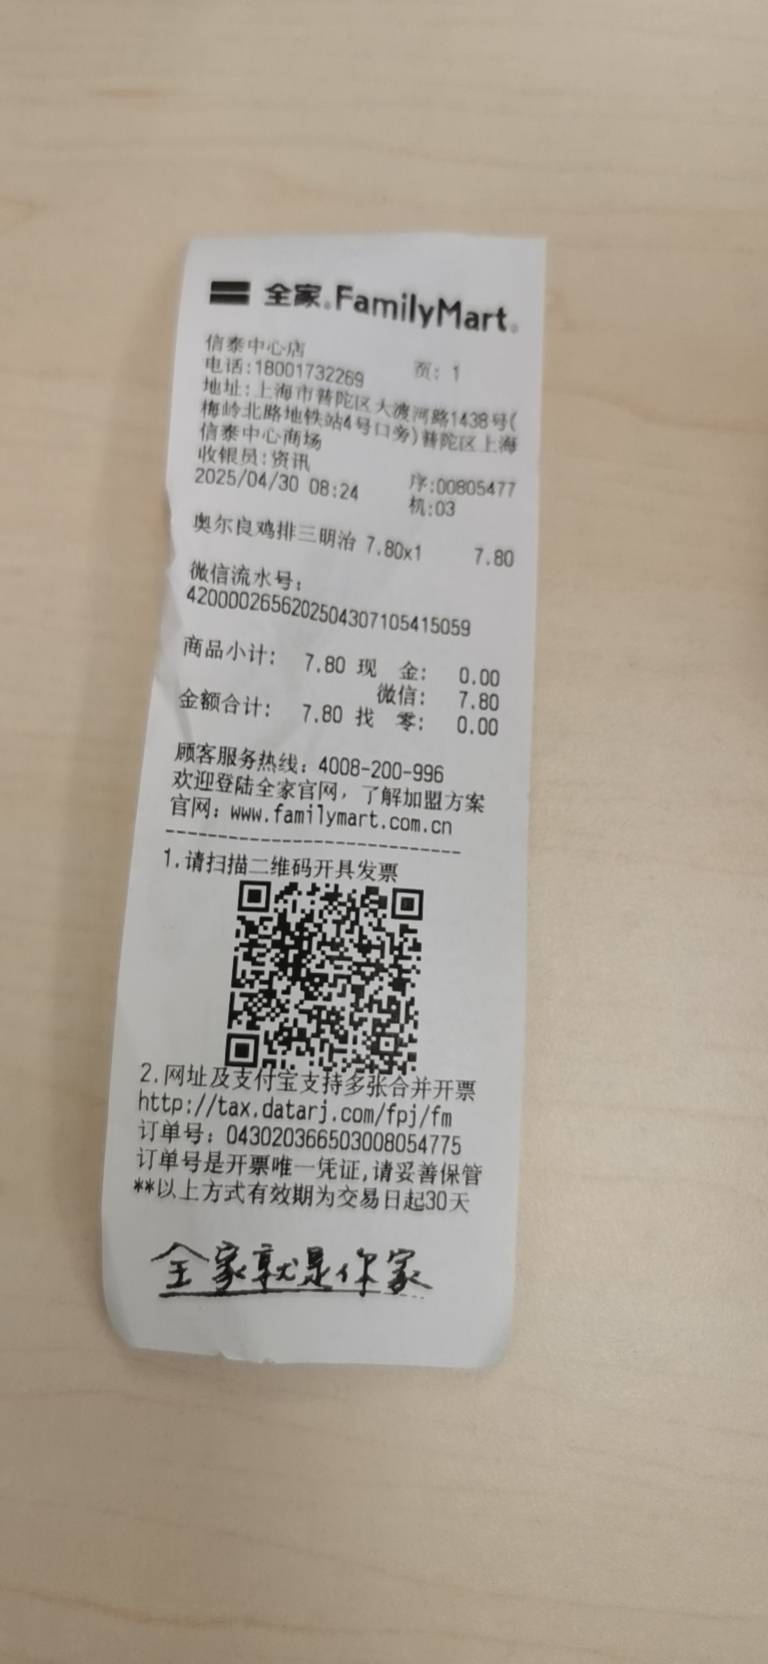 全家®FamilyMart®
信泰中心店 页: 1
电话:18001732269
地址:上海市普陀区大渡河路1438号(
梅岭北路地铁站4号口旁)普陀区上海
信泰中心商场
收银员:资讯 序:00805477
2025/04/30 08:24 机:03
奥尔良鸡排三明治 7.80x1 7.80
微信流水号:
4200002656202504307105415059
商品小计: 7.80 现 金: 0.00
微信: 7.80
金额合计: 7.80 找 零: 0.00
顾客服务热线: 4008-200-996
欢迎登陆全家官网，了解加盟方案
官网: www.familymart.com.cn
1.请扫描二维码开具发票
2.网址及支付宝支持多张合并开票
http://tax.datarj.com/fpj/fm
订单号: 0430203665030080547​75
订单号是开票唯一凭证,请妥善保管
**以上方式有效期为交易日起30天
全家就是你家